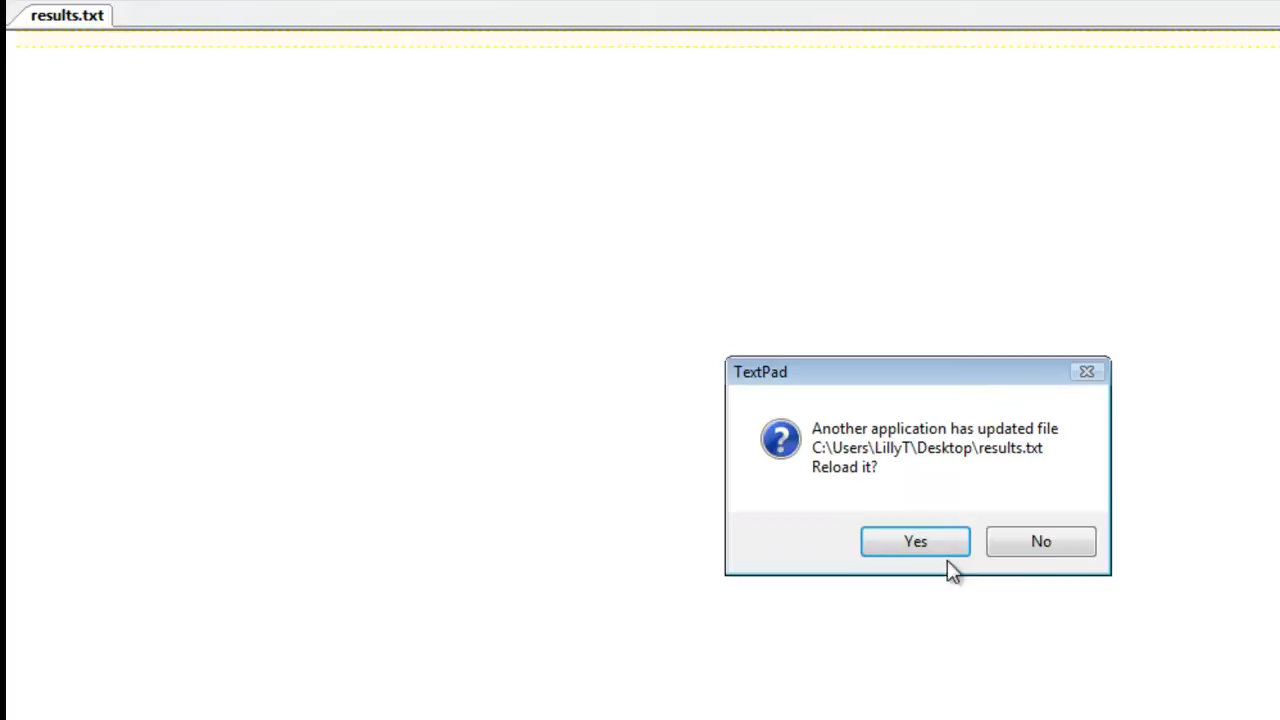 results.txt
TextPad
Another application has updated file
C:\Users\LillyT\Desktop\results.txt
Reload it?
Yes
No